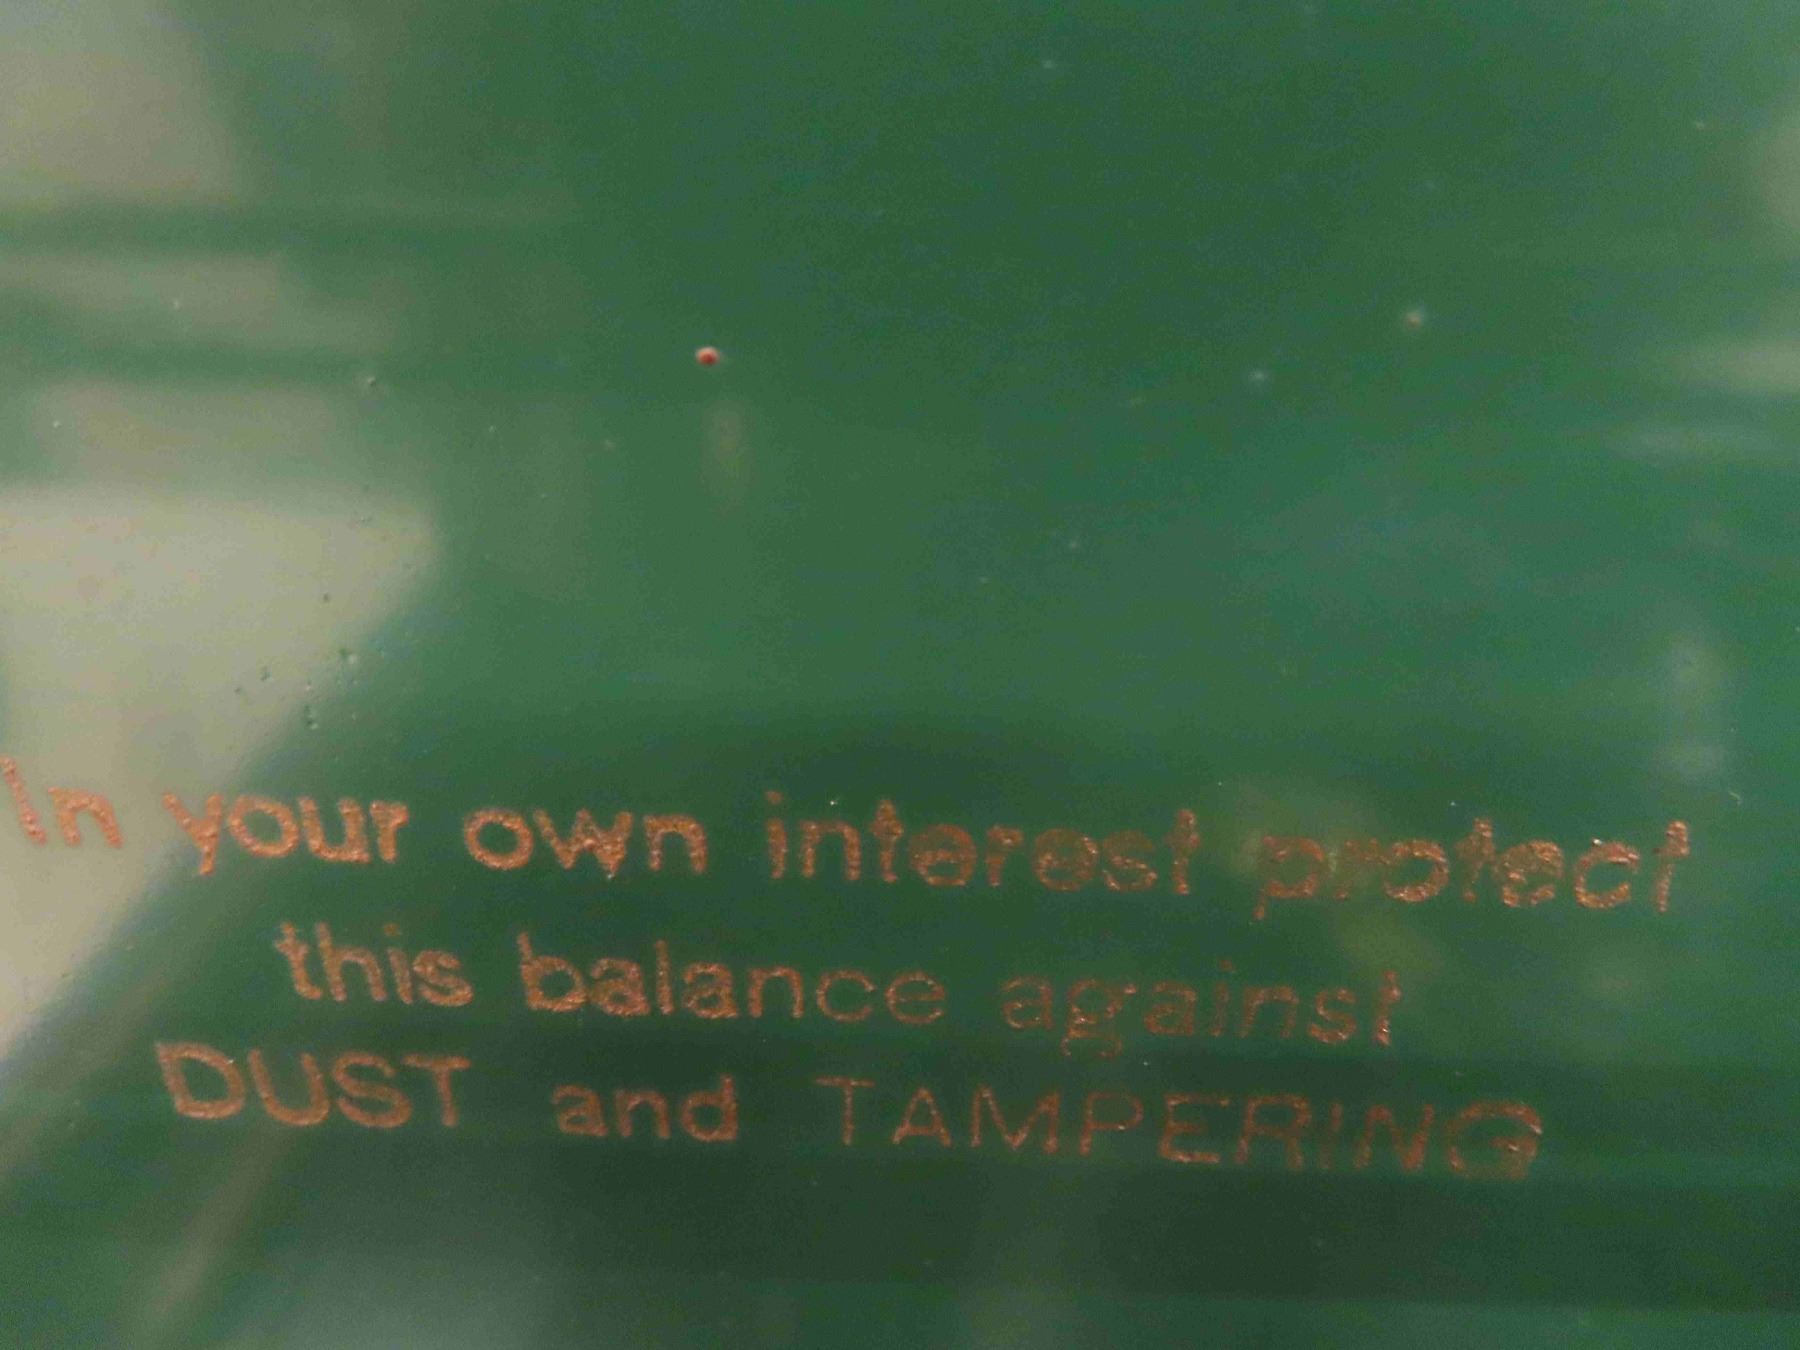 In your own interest protect
this balance against
DUST and TAMPERING